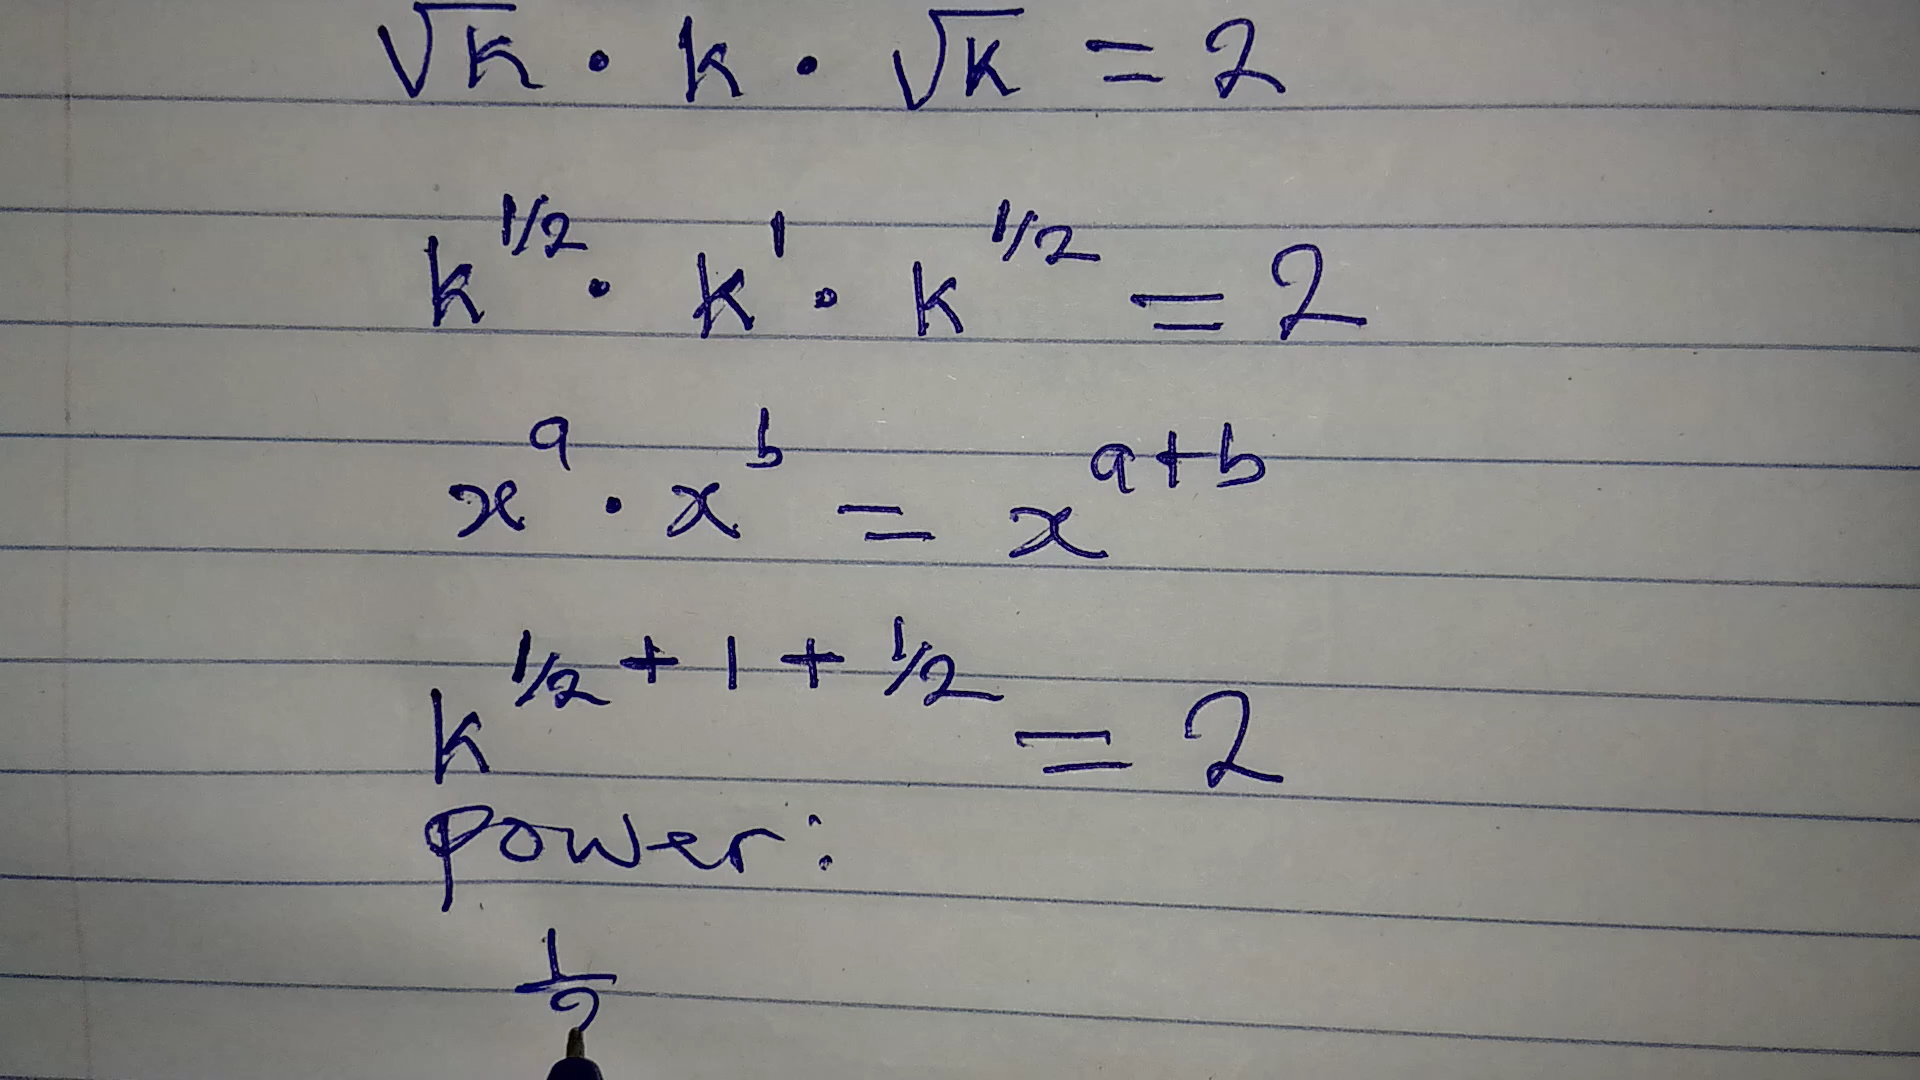 √k · k · √k = 2
k^1/2 · k^1 · k^1/2 = 2
x^a · x^b = x^a+b
k^1/2 + 1 + 1/2 = 2
power:
1/2